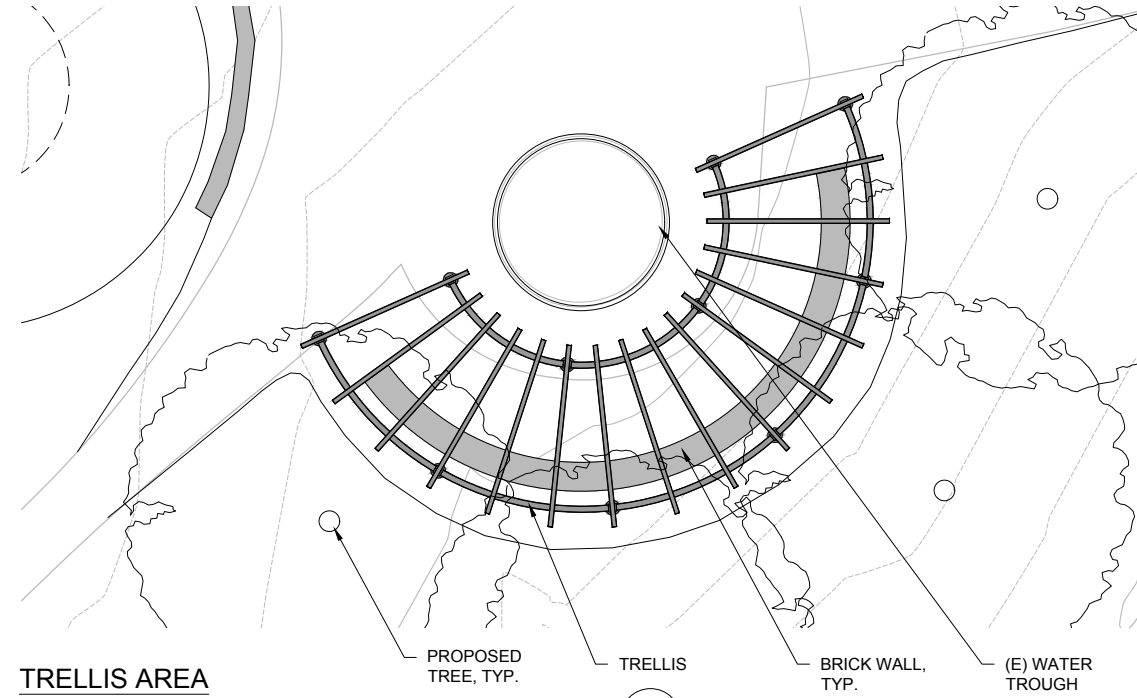 PROPOSED
TREE, TYP.
TRELLIS
BRICK WALL,
TYP.
(E) WATER
TROUGH
TRELLIS AREA